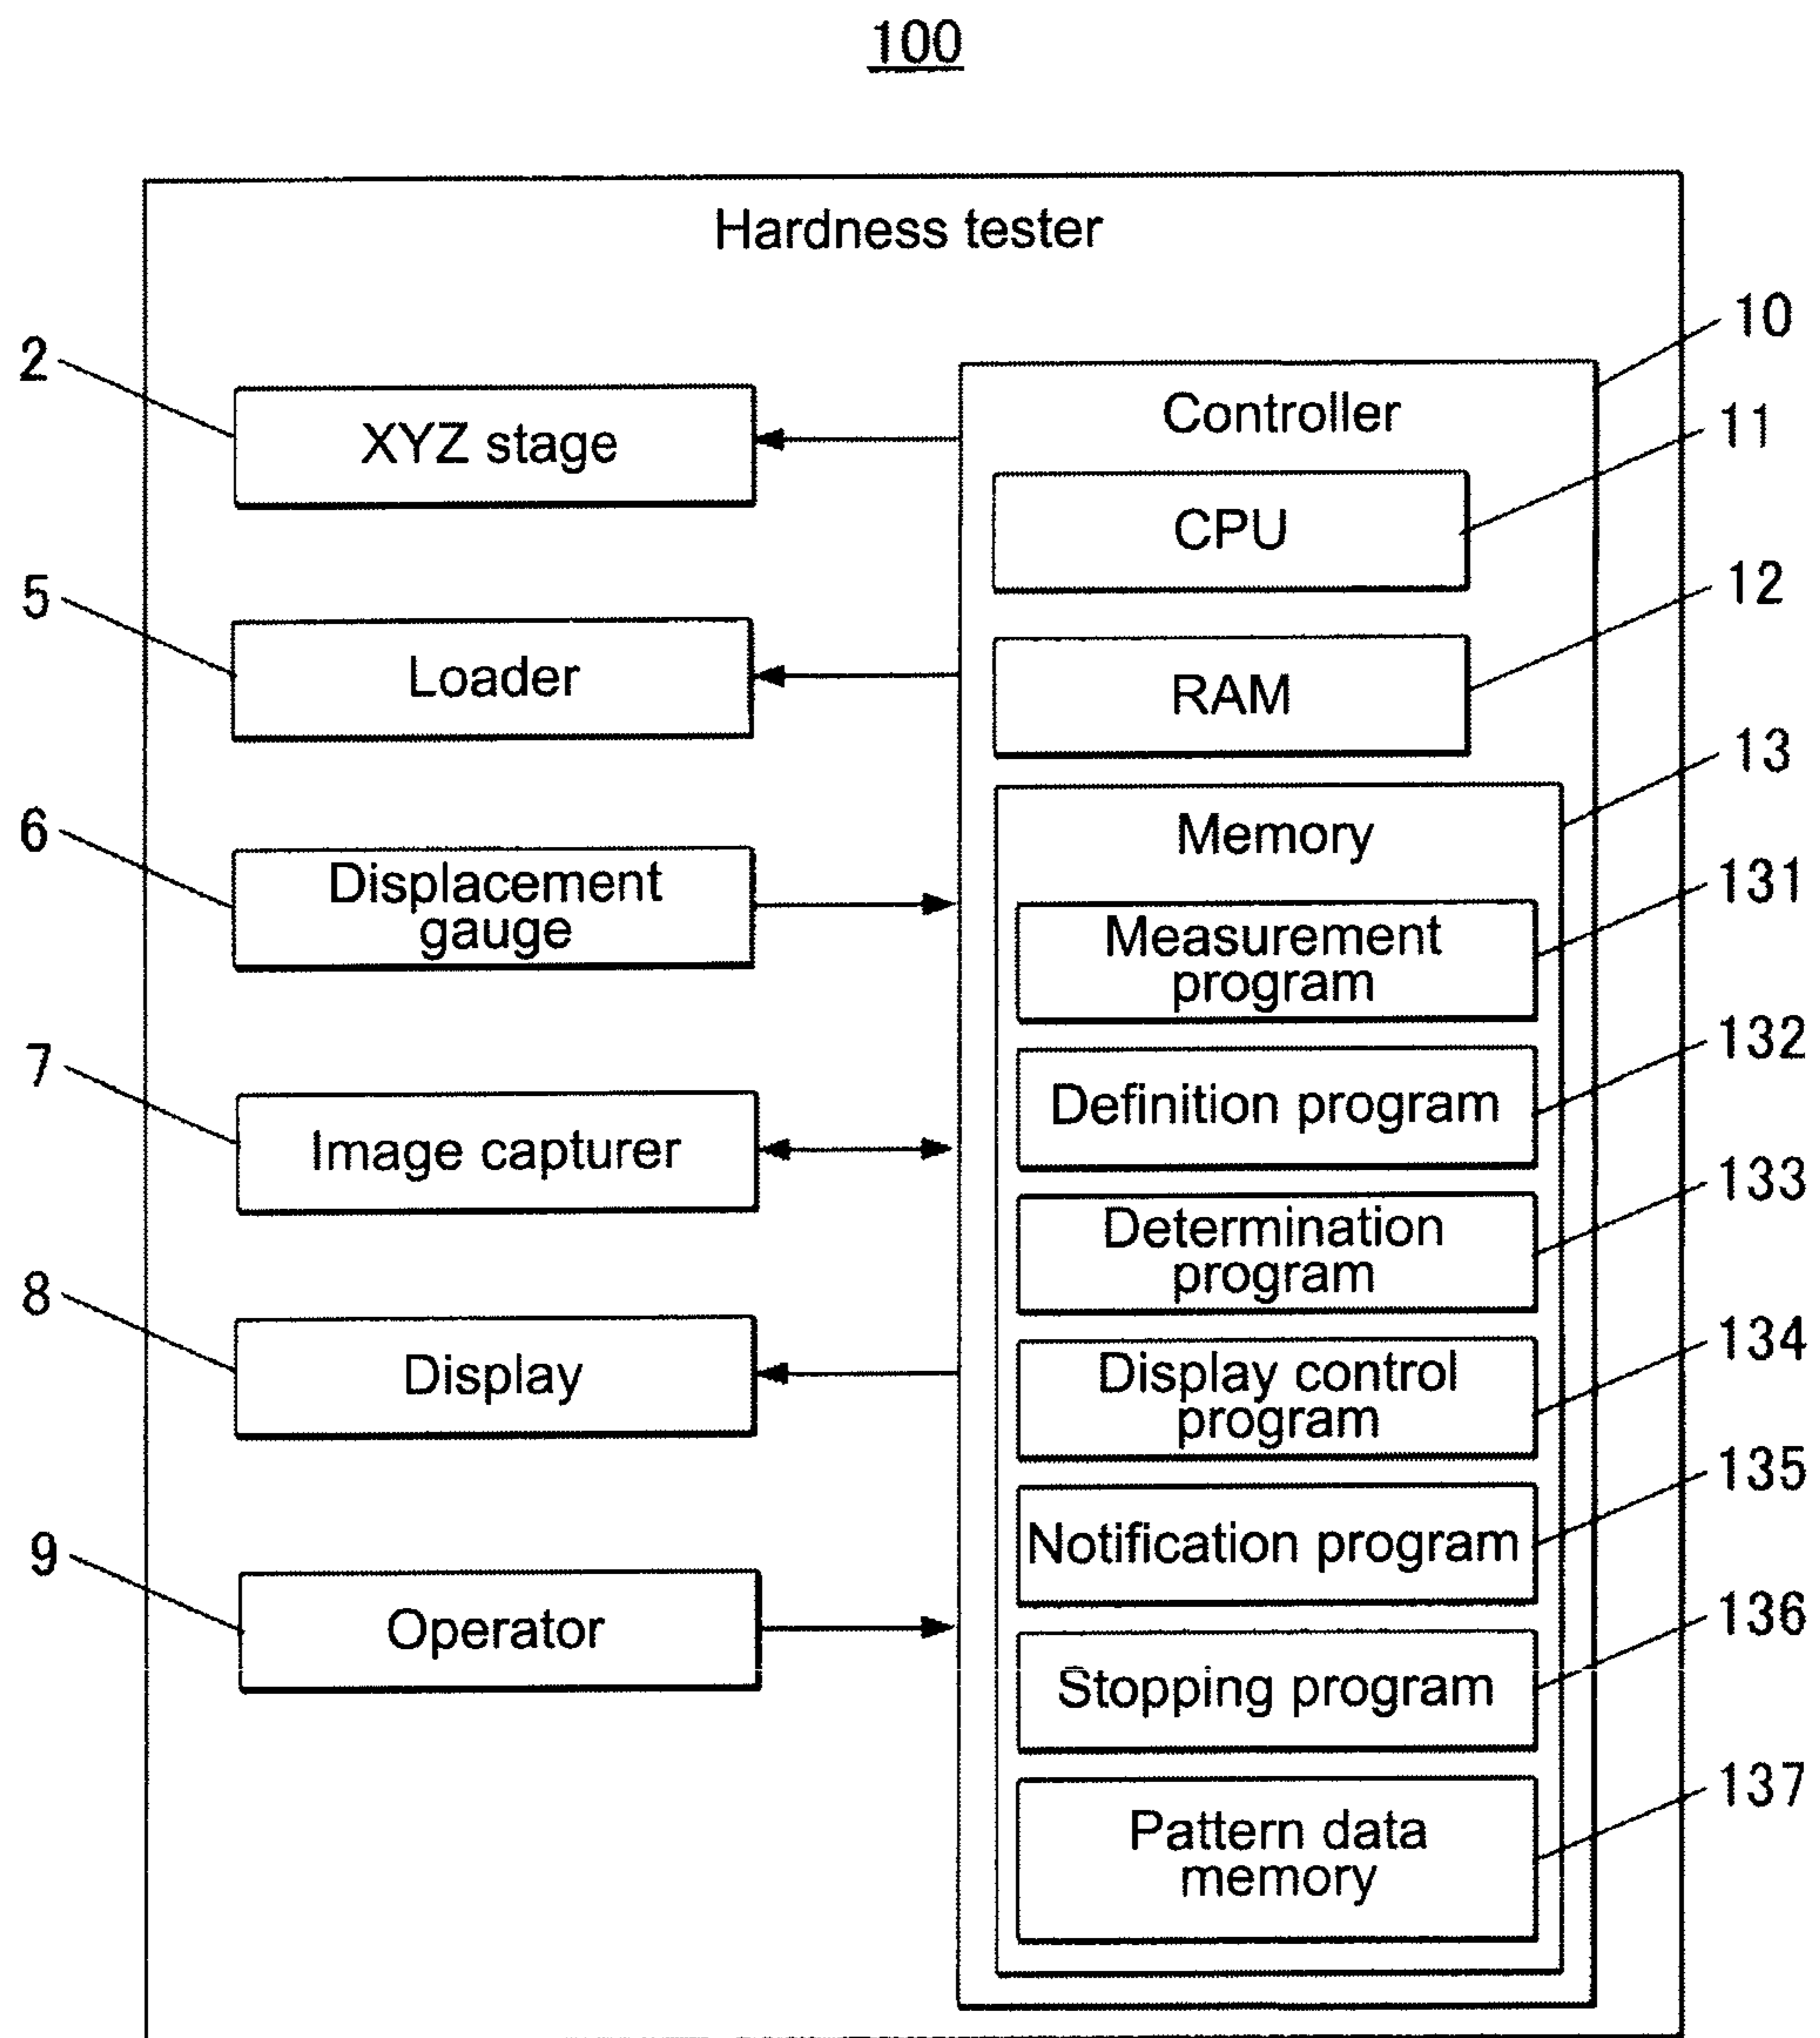 100
Hardness tester
10
2
Controller
XYZ stage
11
CPU
5
12
Loader
RAM
13
6
Memory
Displacement
gauge
131
Measurement
program
7
132
Image capturer
Definition program
133
Determination
program
8
134
Display
Display control
program
135
9
Notification program
Operator
136
Stopping program
137
Pattern data
memory